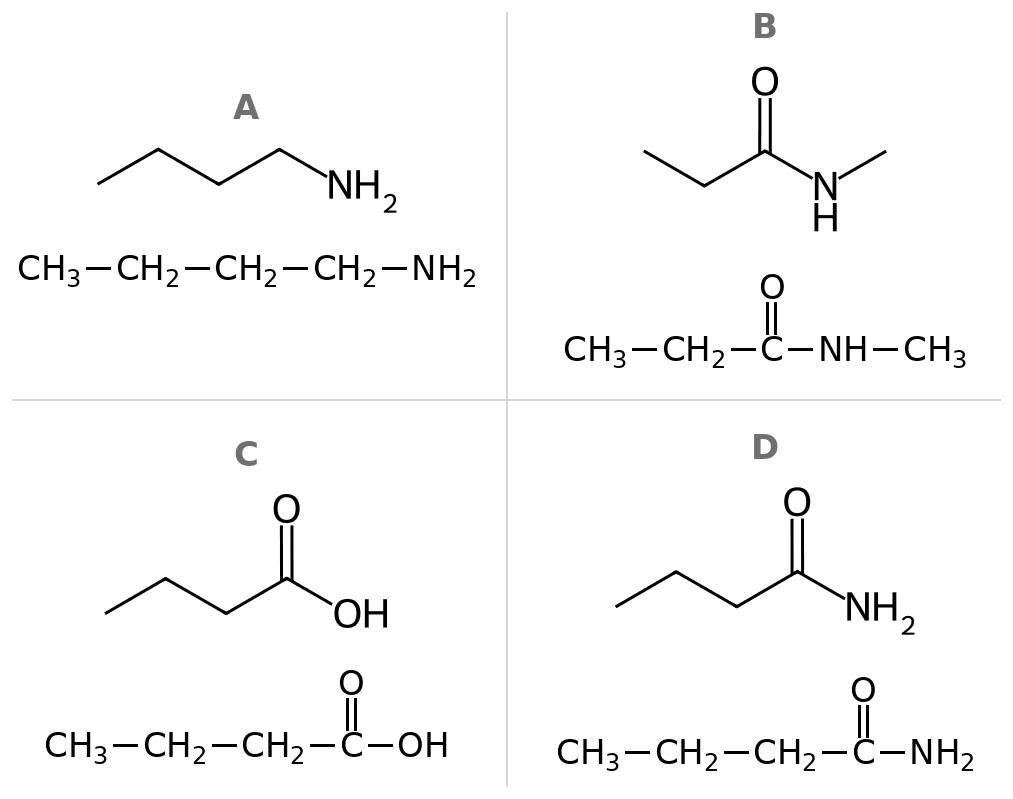 A
NH2
CH3—CH2—CH2—CH2—NH2
B
O
N
H
O
CH3—CH2—C—NH—CH3
C
O
OH
O
CH3—CH2—CH2—C—OH
D
O
NH2
O
CH3—CH2—CH2—C—NH2